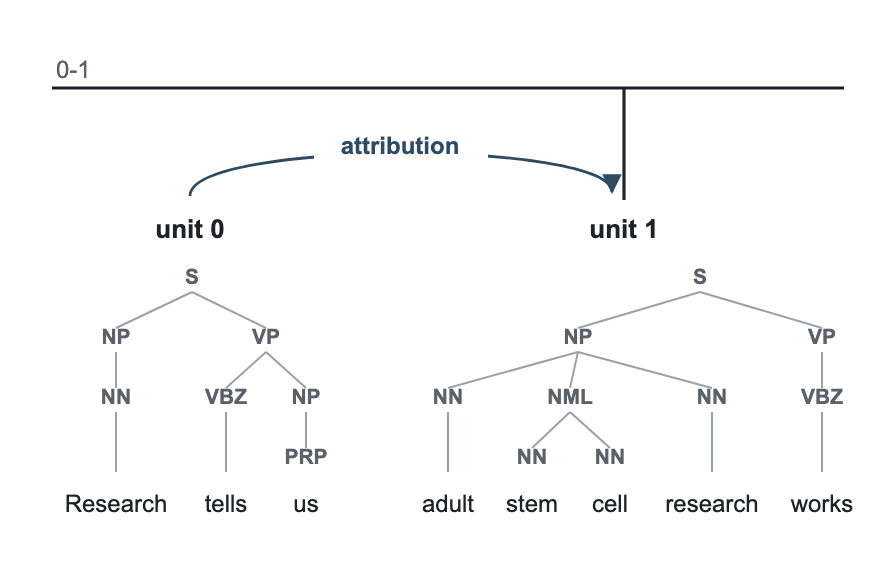 0-1
attribution
unit 0 unit 1
S S
NP VP NP VP
NN VBZ NP NN NML NN VBZ
PRP NN NN
Research tells us adult stem cell research works